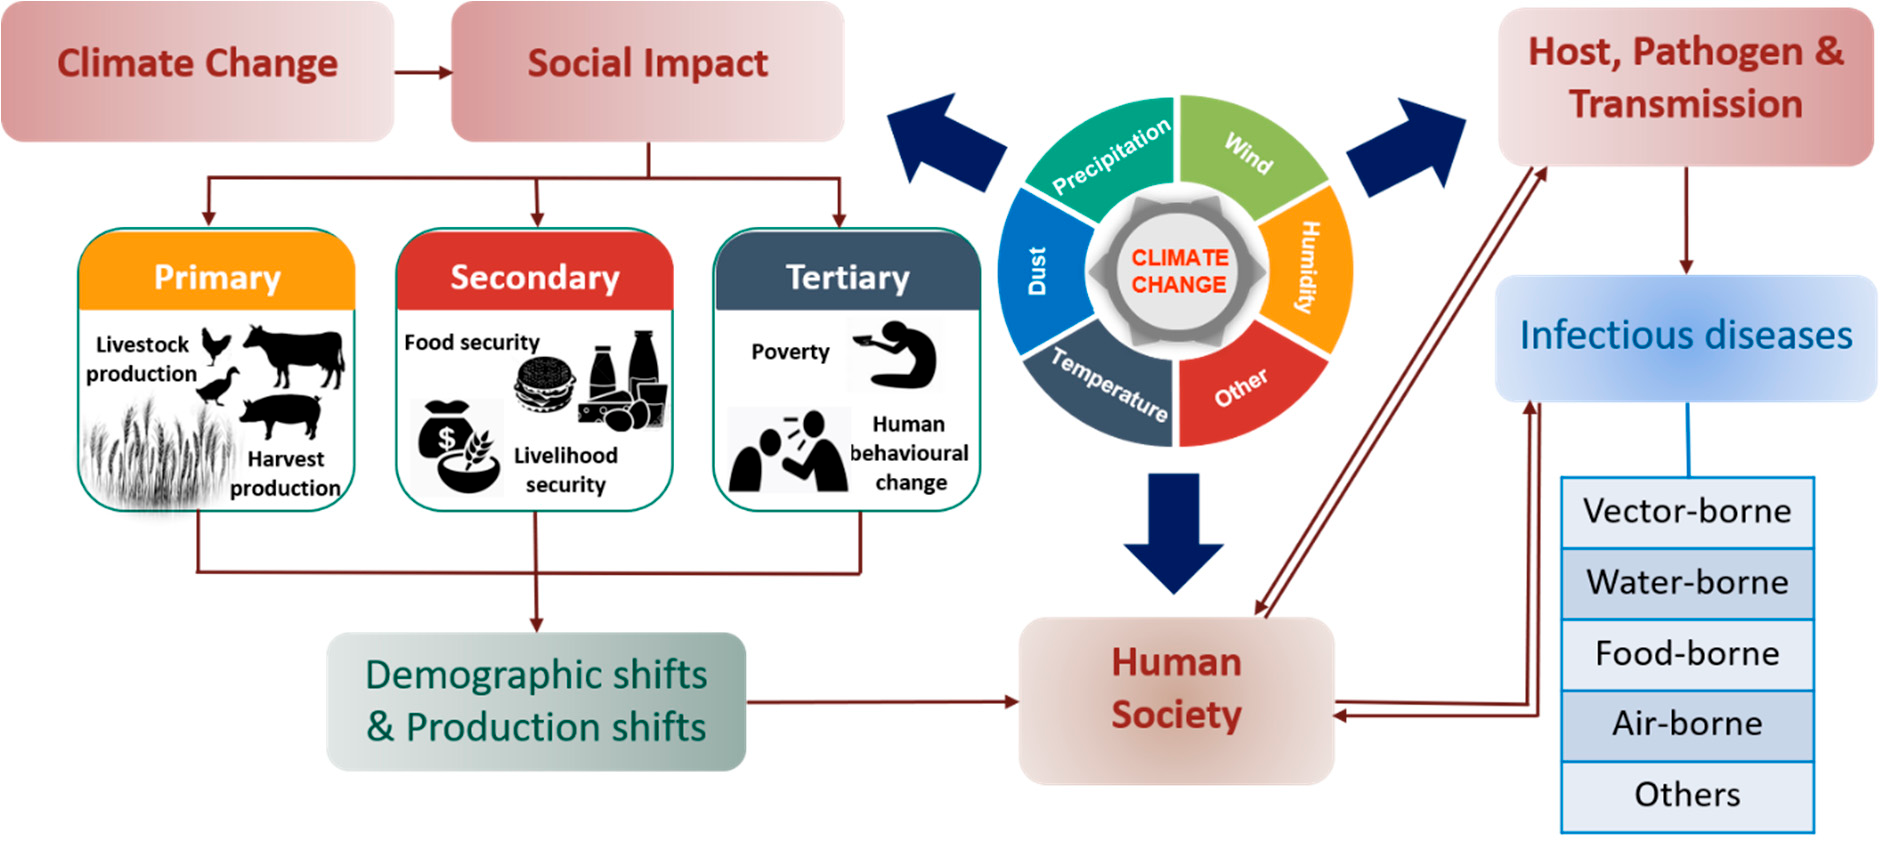 Climate Change
Social Impact
Primary
Livestock
production
Harvest
production
Secondary
Food security
$
Livelihood
security
Tertiary
Poverty
Human
behavioural
change
Demographic shifts
& Production shifts
Precipitation
Wind
Humidity
Other
Temperature
Dust
CLIMATE
CHANGE
Human
Society
Host, Pathogen &
Transmission
Infectious diseases
Vector-borne
Water-borne
Food-borne
Air-borne
Others